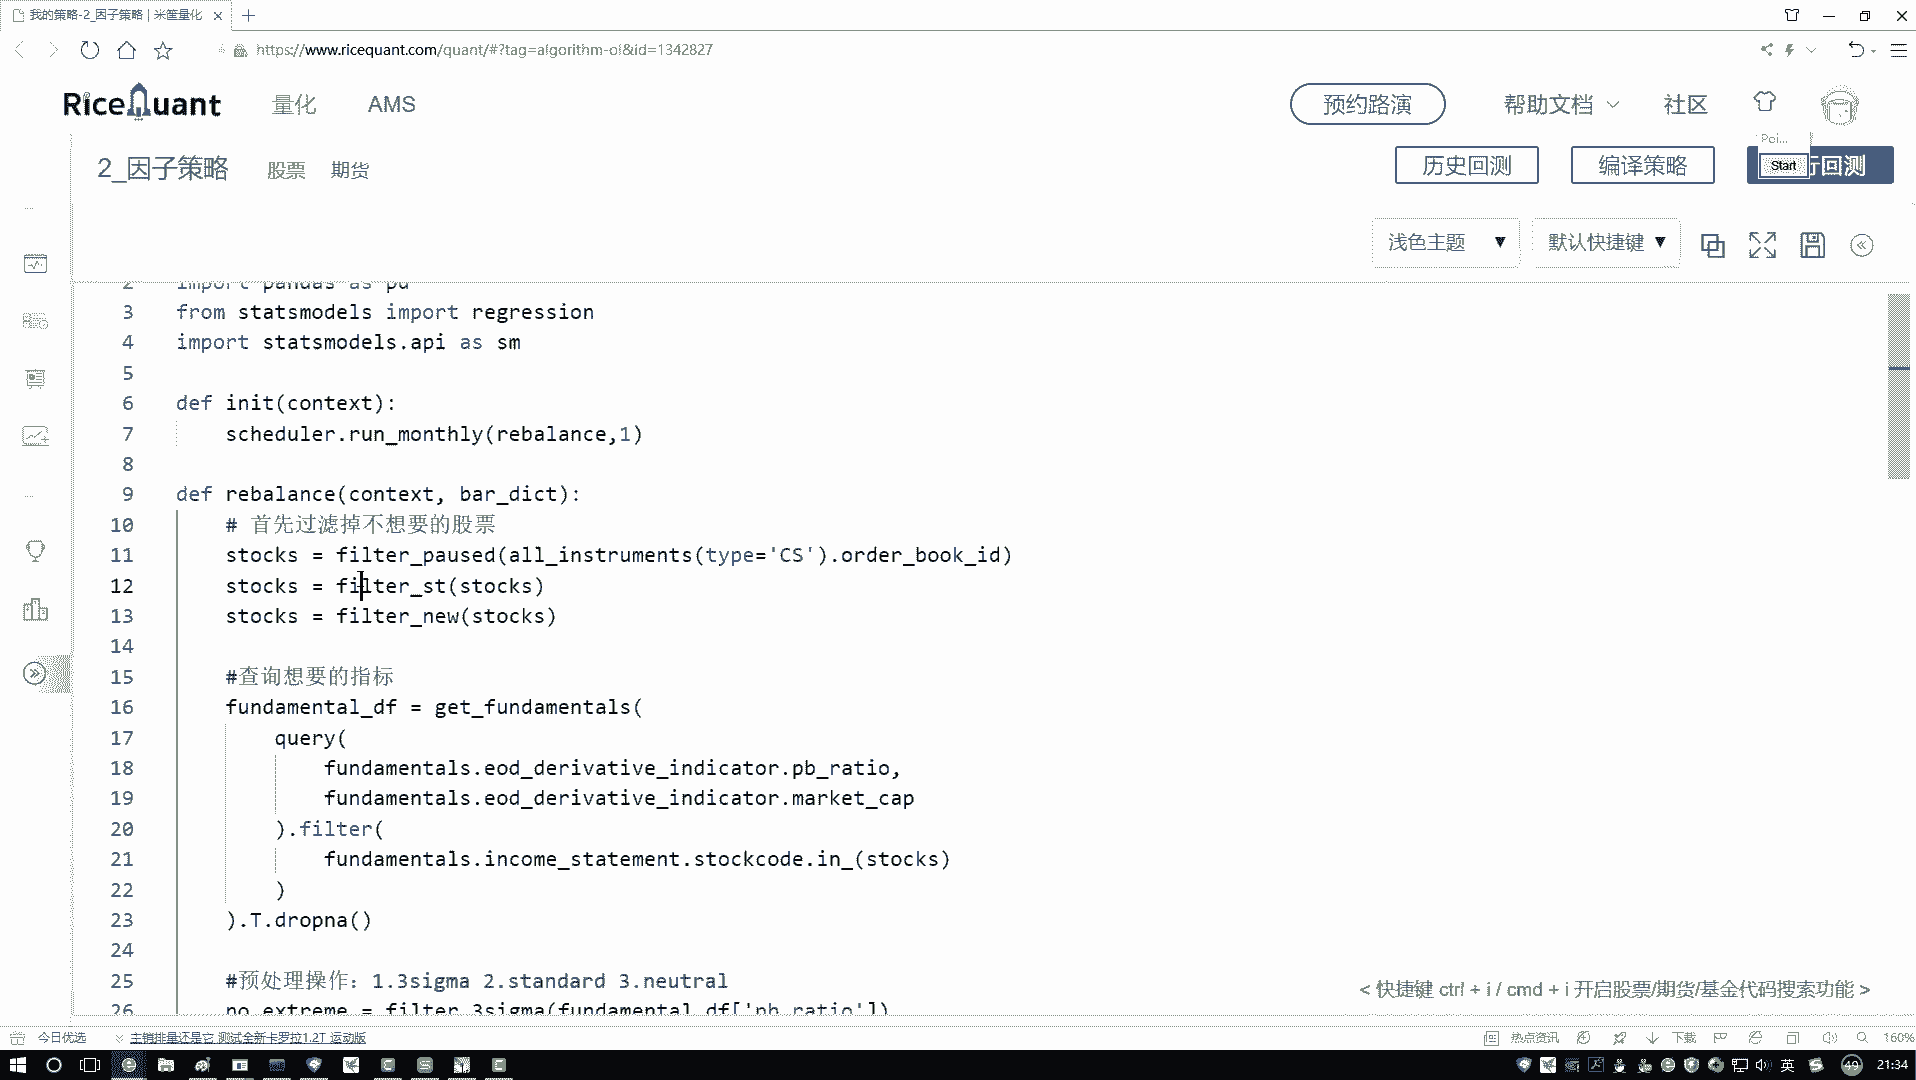 我的策略-2_因子策略 | 米筐量化
https://www.ricequant.com/quant/#?tag=algorithm-ol&id=1342827
RiceQuant 量化 AMS 预约路演 帮助文档 社区
Poi...
2_因子策略 股票 期货 历史回测 编译策略 Start 行回测
浅色主题 ▼ 默认快捷键 ▼
2 import pandas as pd
3 from statsmodels import regression
4 import statsmodels.api as sm
5
6 def init(context):
7 scheduler.run_monthly(rebalance,1)
8
9 def rebalance(context, bar_dict):
10 # 首先过滤掉不想要的股票
11 stocks = filter_paused(all_instruments(type='CS').order_book_id)
12 stocks = filter_st(stocks)
13 stocks = filter_new(stocks)
14
15 #查询想要的指标
16 fundamental_df = get_fundamentals(
17 query(
18 fundamentals.eod_derivative_indicator.pb_ratio,
19 fundamentals.eod_derivative_indicator.market_cap
20 ).filter(
21 fundamentals.income_statement.stockcode.in_(stocks)
22 )
23 ).T.dropna()
24
25 #预处理操作：1.3sigma 2.standard 3.neutral
26 no_extreme = filter_3sigma(fundamental_df['pb_ratio'])
< 快捷键 ctrl + i / cmd + i 开启股票/期货/基金代码搜索功能 >
今日优选 主销排量还是它 测试全新卡罗拉1.2T 运动版 热点资讯 下载 160%
英 49 21:34